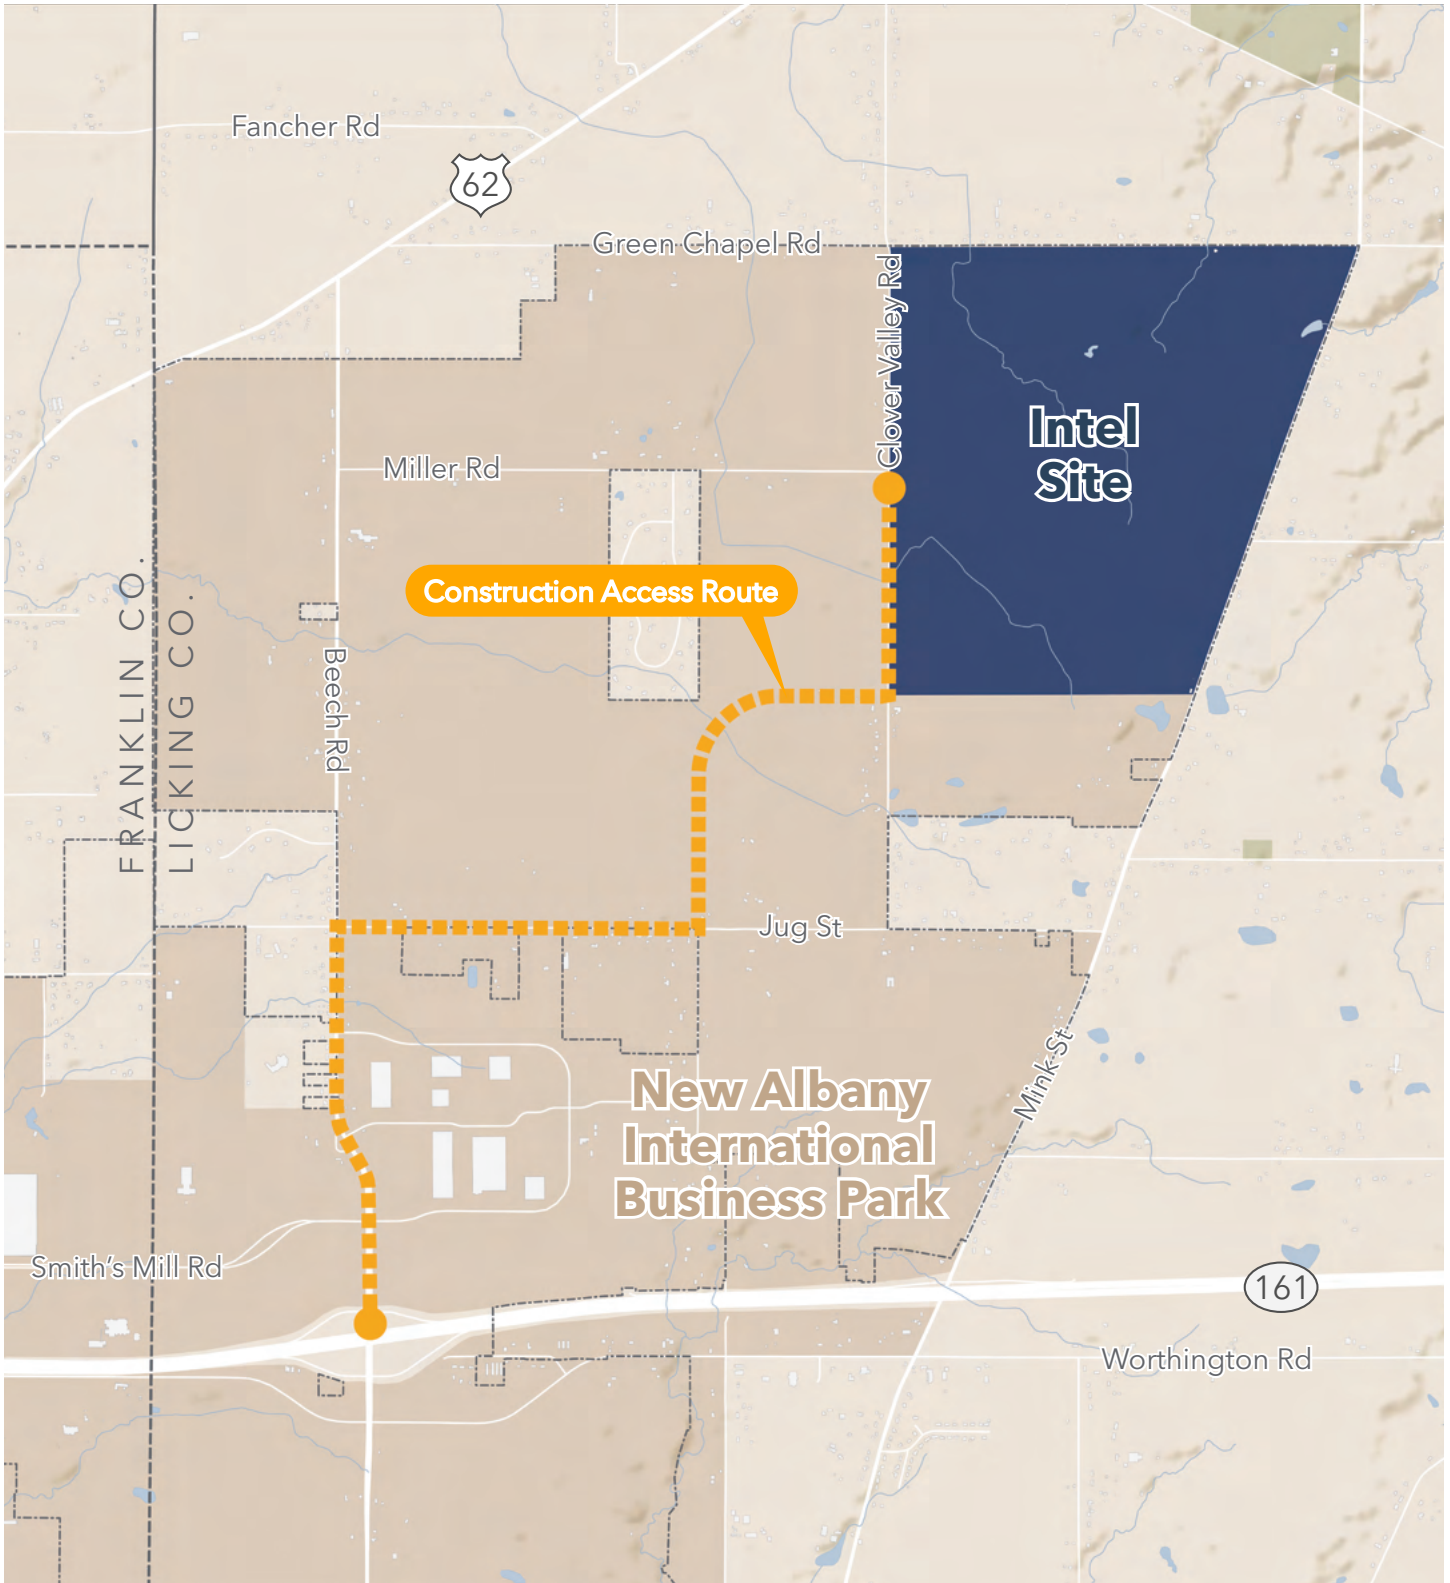 Fancher Rd
62
Green Chapel Rd
Clover Valley Rd
Intel
Site
Miller Rd
Construction Access Route
FRANKLIN CO.
LICKING CO.
Beech Rd
Jug St
Mink St
New Albany
International
Business Park
Smith's Mill Rd
161
Worthington Rd